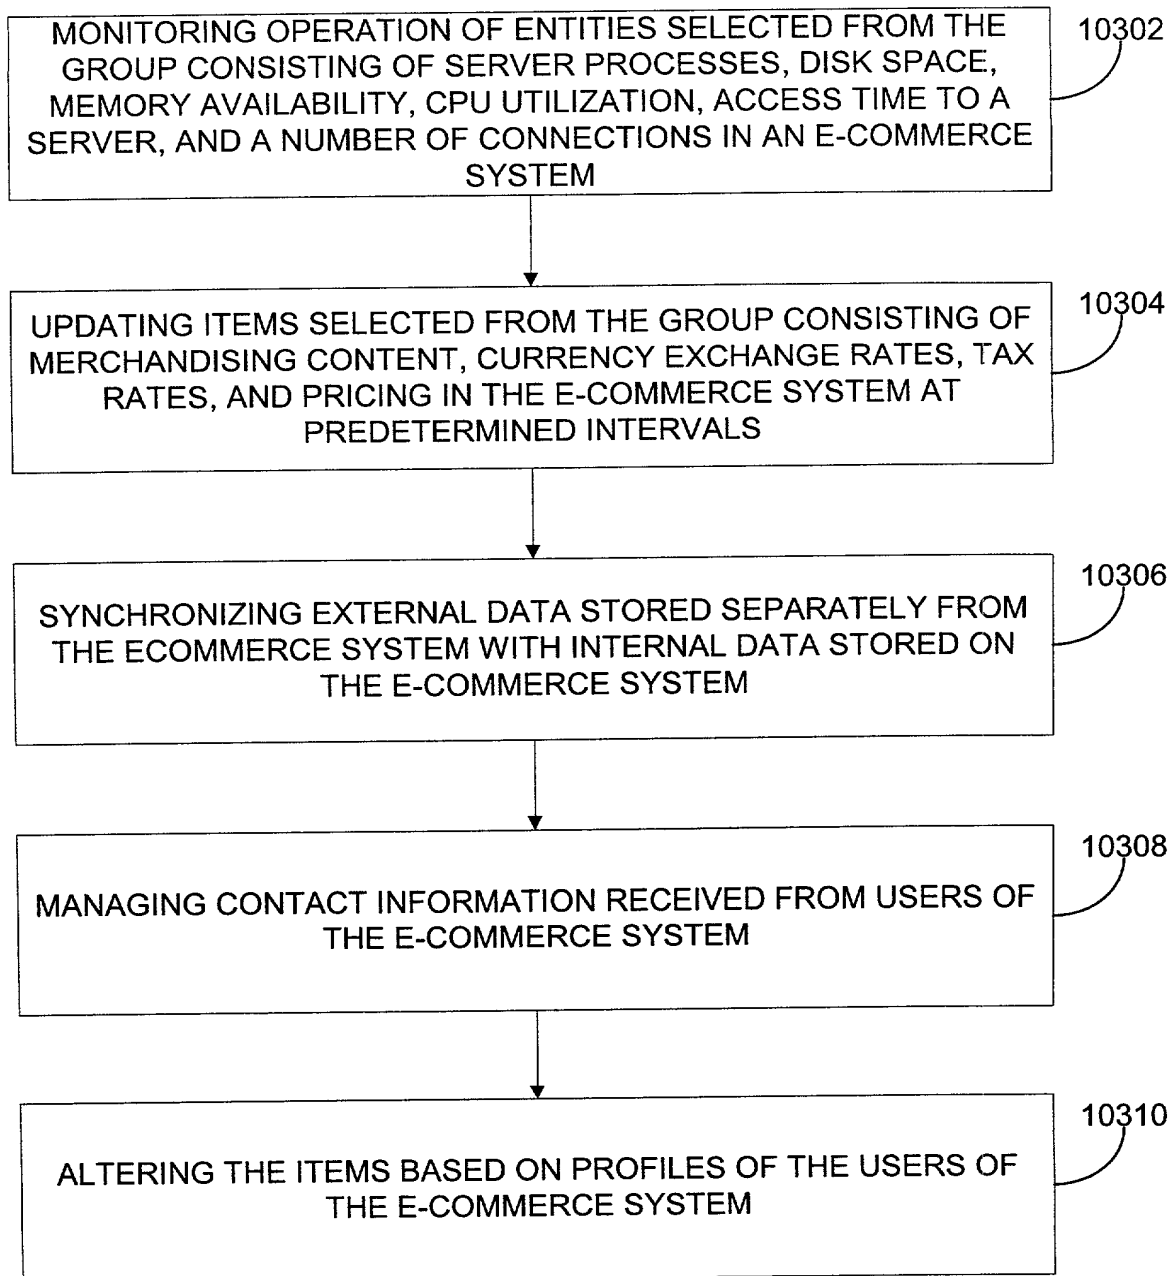 MONITORING OPERATION OF ENTITIES SELECTED FROM THE
GROUP CONSISTING OF SERVER PROCESSES, DISK SPACE,
MEMORY AVAILABILITY, CPU UTILIZATION, ACCESS TIME TO A
SERVER, AND A NUMBER OF CONNECTIONS IN AN E-COMMERCE
SYSTEM
10302
UPDATING ITEMS SELECTED FROM THE GROUP CONSISTING OF
MERCHANDISING CONTENT, CURRENCY EXCHANGE RATES, TAX
RATES, AND PRICING IN THE E-COMMERCE SYSTEM AT
PREDETERMINED INTERVALS
10304
SYNCHRONIZING EXTERNAL DATA STORED SEPARATELY FROM
THE ECOMMERCE SYSTEM WITH INTERNAL DATA STORED ON
THE E-COMMERCE SYSTEM
10306
MANAGING CONTACT INFORMATION RECEIVED FROM USERS OF
THE E-COMMERCE SYSTEM
10308
ALTERING THE ITEMS BASED ON PROFILES OF THE USERS OF
THE E-COMMERCE SYSTEM
10310